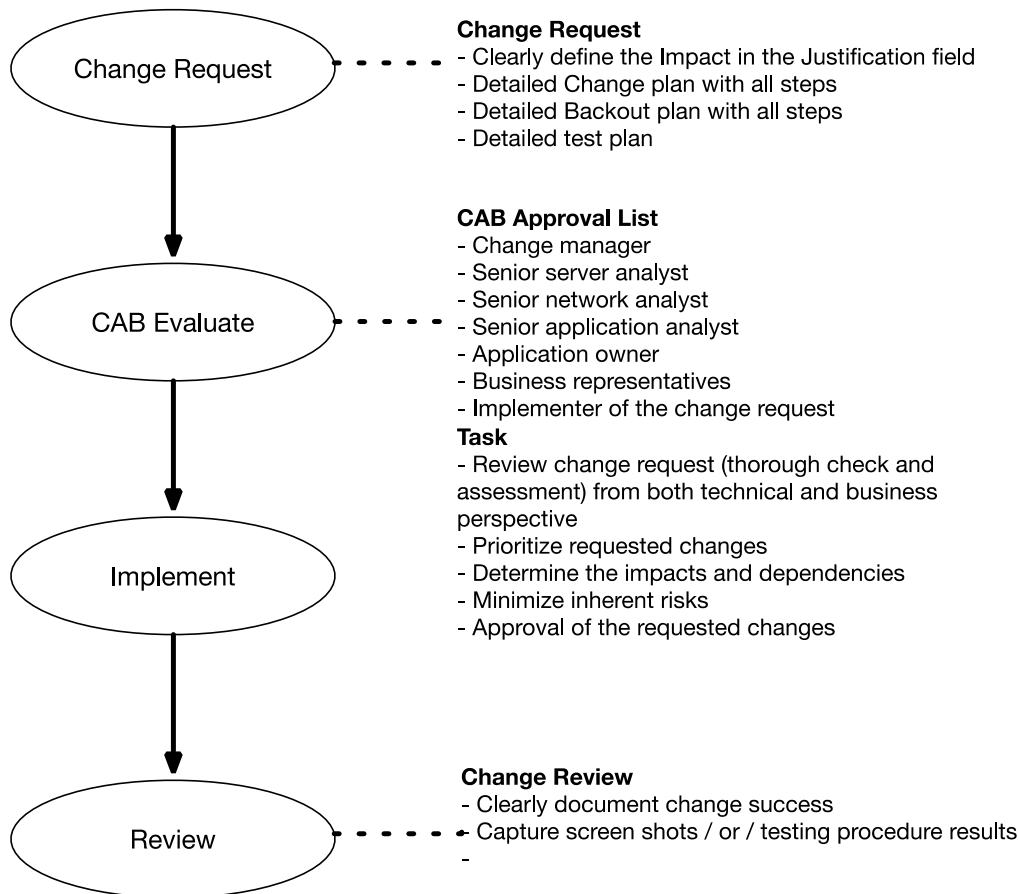 Change Request
Change Request
- Clearly define the Impact in the Justification field
- Detailed Change plan with all steps
- Detailed Backout plan with all steps
- Detailed test plan
CAB Evaluate
CAB Approval List
- Change manager
- Senior server analyst
- Senior network analyst
- Senior application analyst
- Application owner
- Business representatives
- Implementer of the change request
Task
- Review change request (thorough check and
assessment) from both technical and business
perspective
- Prioritize requested changes
- Determine the impacts and dependencies
- Minimize inherent risks
- Approval of the requested changes
Implement
Review
Change Review
- Clearly document change success
- Capture screen shots / or / testing procedure results
-